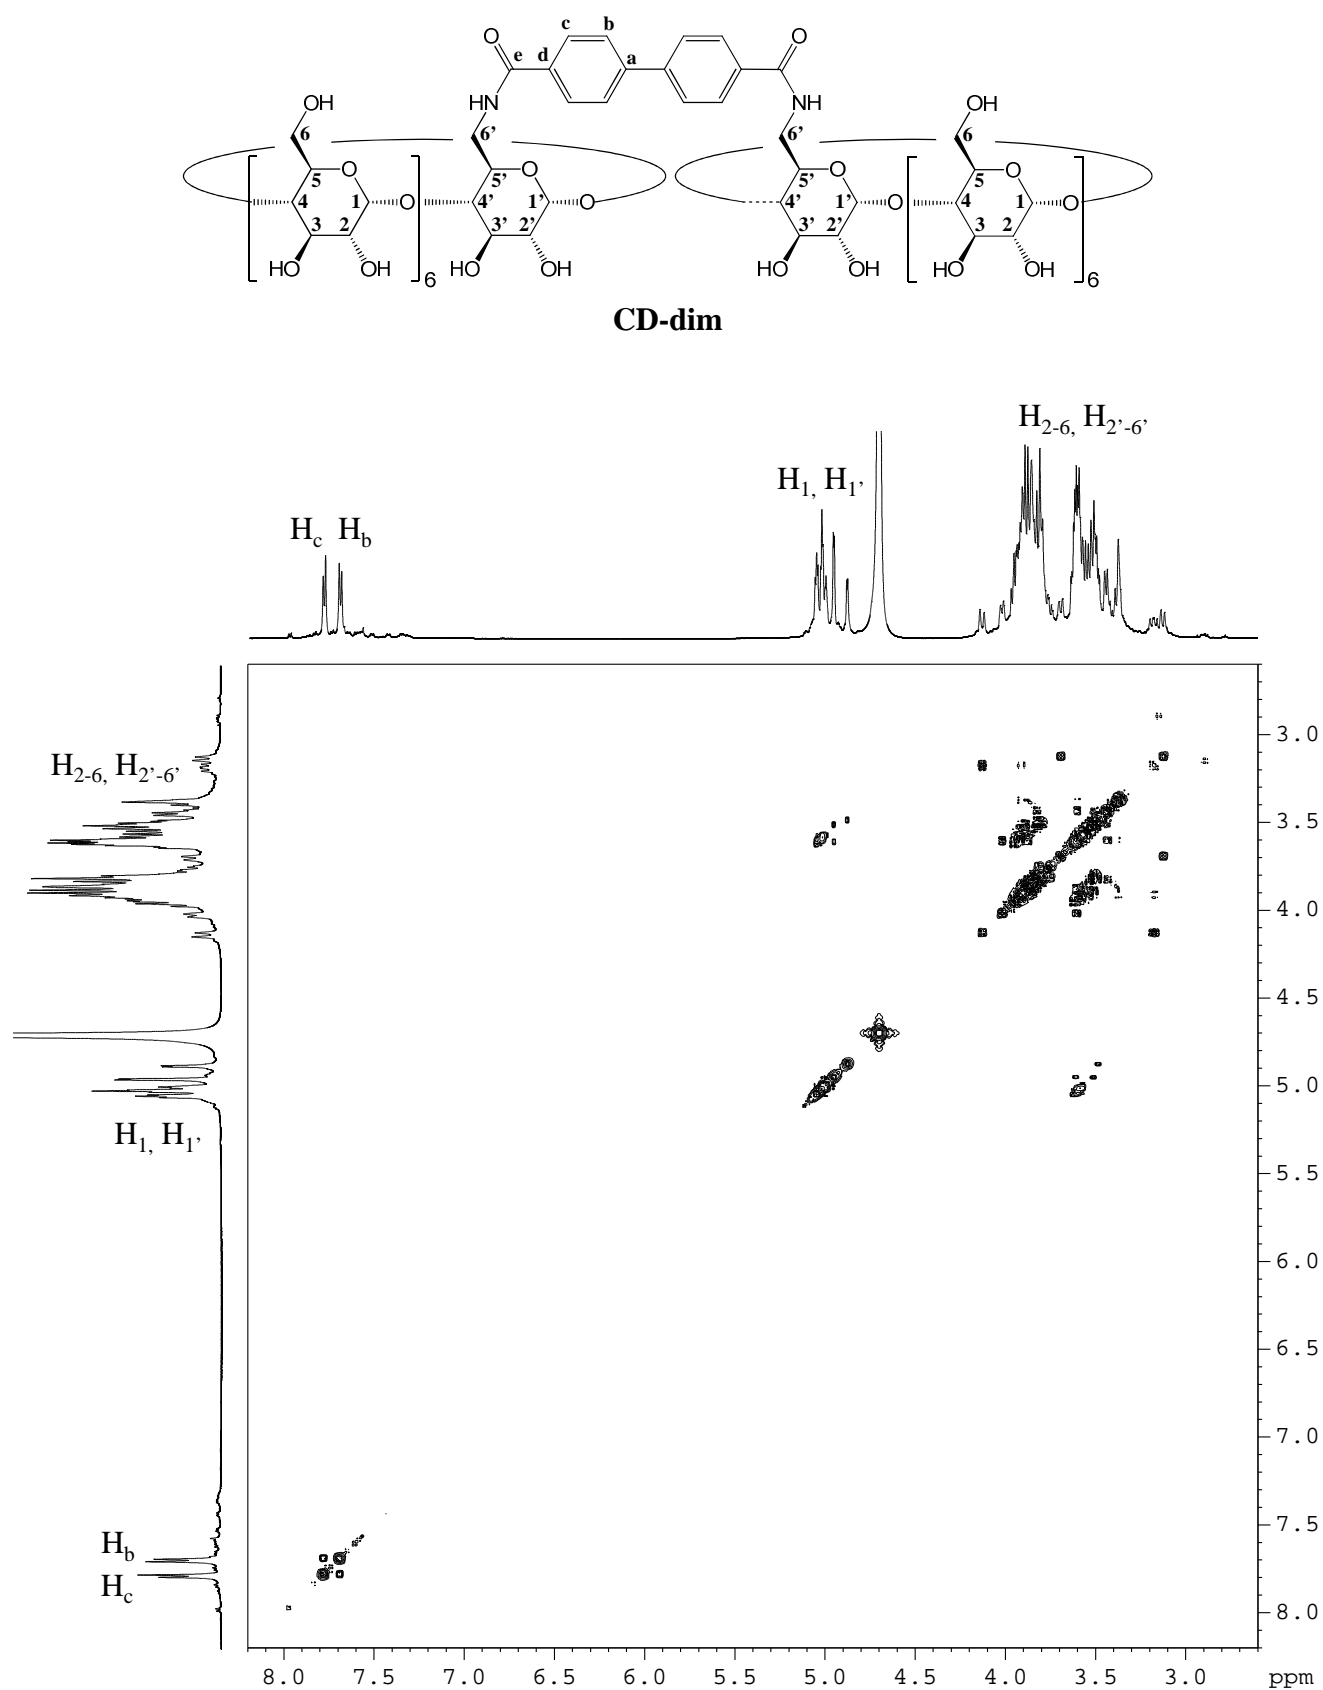 c b
O O
e d a
OH HN NH OH
6 6' 6' 6
5 O 5' O 5' O 5 O
4 1 O 4' 1' O 4' 1' O 4 1 O
3 2 3' 2' 3' 2' 3 2
HO OH 6 HO OH HO OH HO OH 6
CD-dim
H2-6, H2'-6'
H1, H1'
Hc Hb
H2-6, H2'-6'
H1, H1'
Hb
Hc
3.0
3.5
4.0
4.5
5.0
5.5
6.0
6.5
7.0
7.5
8.0
8.0 7.5 7.0 6.5 6.0 5.5 5.0 4.5 4.0 3.5 3.0 ppm